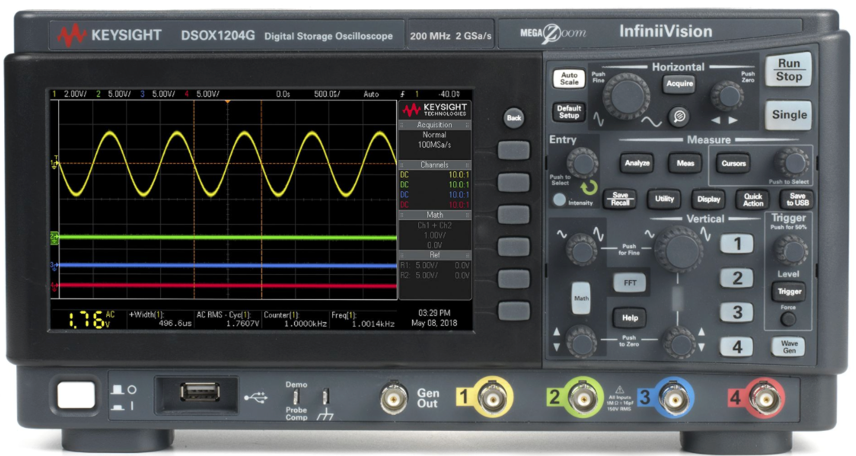 KEYSIGHT DSOX1204G Digital Storage Oscilloscope 200 MHz 2 GSa/s MEGA Zoom InfiniiVision
1 2.00V/ 2 5.00V/ 3 5.00V/ 4 5.00V/ 0.0s 500.0°/ Auto 1 -40.0°
KEYSIGHT
TECHNOLOGIES
Acquisition
Normal
100MSa/s
Channels
DC 10.0:1
DC 10.0:1
DC 10.0:1
DC 10.0:1
Math
Ch1 + Ch2
1.00V/
0.0V
Ref
R1 5.00V/ 0.0V
R2 5.00V/ 0.0V
1.76 AC V
+Width(1):
496.6us
AC RMS - Cyc(1):
1.7607V
Counter(1):
1.0000kHz
Freq(1):
1.0014kHz
03:29 PM
May 08, 2018
Back
Horizontal
Auto Scale
Push Fine
Acquire
Push Zero
Run Stop
Default Setup
Single
Entry
Push to Select
Intensity
Measure
Analyze
Meas
Cursors
Push to Select
Save Recall
Utility
Display
Quick Action
Save to USB
Vertical
Push for Fine
FFT
Math
Help
Push to Zero
1
2
3
4
Trigger
Push for 50%
Level
Trigger
Force
Wave Gen
Demo
Probe Comp
Gen Out
1
2
All Inputs
1MΩ ≈ 16pF
150V RMS
3
4